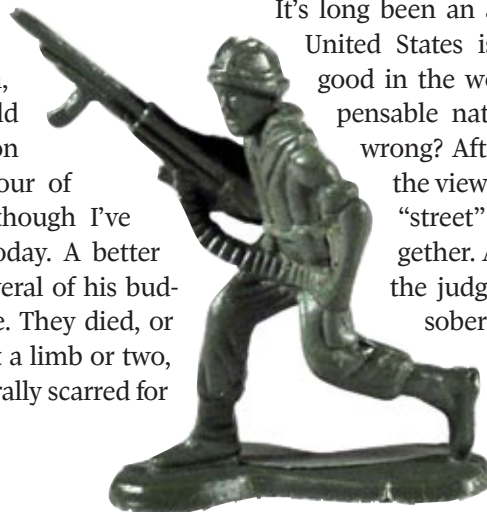 ,
ld
on
our of
though I’ve
oday. A better
veral of his bud-
e. They died, or
t a limb or two,
rally scarred for
It’s long been an a
United States is
good in the wo
pensable nat
wrong? Aft
the view
“street”
gether. A
the judg
sober